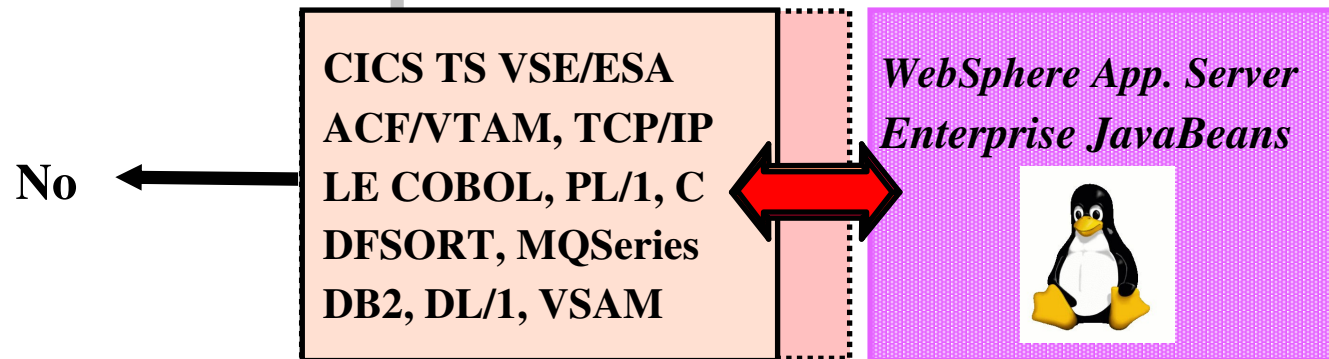 No
CICS TS VSE/ESA
ACF/VTAM, TCP/IP
LE COBOL, PL/1, C
DFSORT, MQSeries
DB2, DL/1, VSAM
WebSphere App. Server
Enterprise JavaBeans